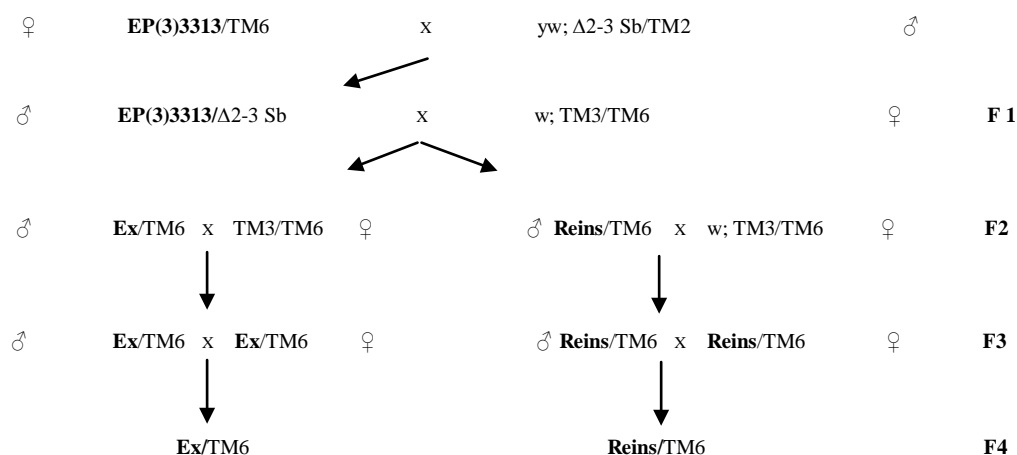 ♀ EP(3)3313/TM6 x yw; Δ2-3 Sb/TM2 ♂
♂ EP(3)3313/Δ2-3 Sb x w; TM3/TM6 ♀ F 1
♂ Ex/TM6 x TM3/TM6 ♀ ♂ Reins/TM6 x w; TM3/TM6 ♀ F2
♂ Ex/TM6 x Ex/TM6 ♀ ♂ Reins/TM6 x Reins/TM6 ♀ F3
Ex/TM6 Reins/TM6 F4